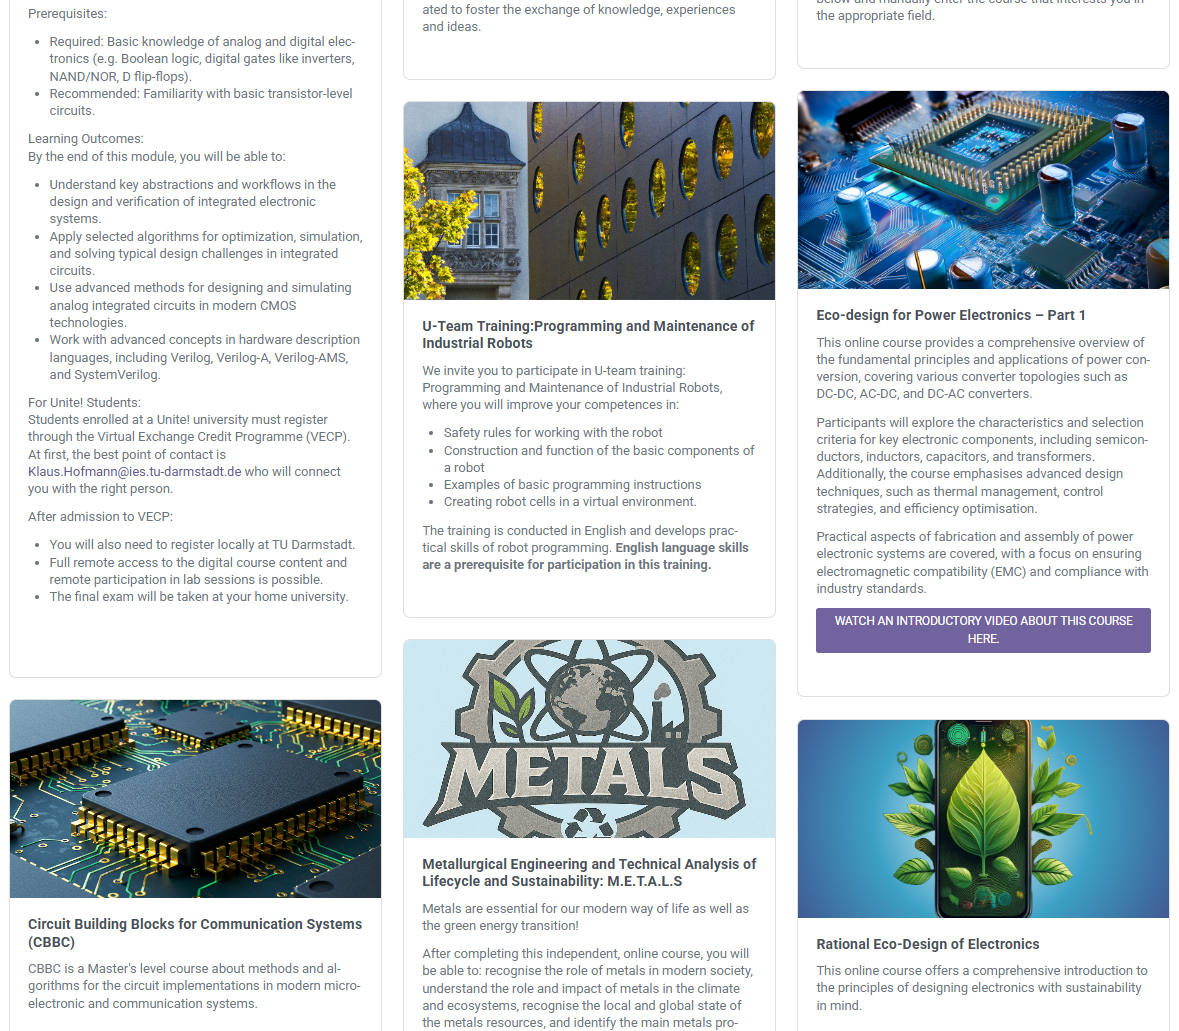 Prerequisites:
Required: Basic knowledge of analog and digital elec-
tronics (e.g. Boolean logic, digital gates like inverters,
NAND/NOR, D flip-flops).
Recommended: Familiarity with basic transistor-level
circuits.
Learning Outcomes:
By the end of this module, you will be able to:
Understand key abstractions and workflows in the
design and verification of integrated electronic
systems.
Apply selected algorithms for optimization, simulation,
and solving typical design challenges in integrated
circuits.
Use advanced methods for designing and simulating
analog integrated circuits in modern CMOS
technologies.
Work with advanced concepts in hardware description
languages, including Verilog, Verilog-A, Verilog-AMS,
and SystemVerilog.
For Unite! Students:
Students enrolled at a Unite! university must register
through the Virtual Exchange Credit Programme (VECP).
At first, the best point of contact is
Klaus.Hofmann@ies.tu-darmstadt.de who will connect
you with the right person.
After admission to VECP:
You will also need to register locally at TU Darmstadt.
Full remote access to the digital course content and
remote participation in lab sessions is possible.
The final exam will be taken at your home university.
Circuit Building Blocks for Communication Systems
(CBBC)
CBBC is a Master's level course about methods and al-
gorithms for the circuit implementations in modern micro-
electronic and communication systems.
ated to foster the exchange of knowledge, experiences
and ideas.
U-Team Training:Programming and Maintenance of
Industrial Robots
We invite you to participate in U-team training:
Programming and Maintenance of Industrial Robots,
where you will improve your competences in:
Safety rules for working with the robot
Construction and function of the basic components of
a robot
Examples of basic programming instructions
Creating robot cells in a virtual environment.
The training is conducted in English and develops prac-
tical skills of robot programming. English language skills
are a prerequisite for participation in this training.
METALS
Metallurgical Engineering and Technical Analysis of
Lifecycle and Sustainability: M.E.T.A.L.S
Metals are essential for our modern way of life as well as
the green energy transition!
After completing this independent, online course, you will
be able to: recognise the role of metals in modern society,
understand the role and impact of metals in the climate
and ecosystems, recognise the local and global state of
the metals resources, and identify the main metals pro-
below and manually enter the course that interests you in
the appropriate field.
Eco-design for Power Electronics – Part 1
This online course provides a comprehensive overview of
the fundamental principles and applications of power con-
version, covering various converter topologies such as
DC-DC, AC-DC, and DC-AC converters.
Participants will explore the characteristics and selection
criteria for key electronic components, including semicon-
ductors, inductors, capacitors, and transformers.
Additionally, the course emphasises advanced design
techniques, such as thermal management, control
strategies, and efficiency optimisation.
Practical aspects of fabrication and assembly of power
electronic systems are covered, with a focus on ensuring
electromagnetic compatibility (EMC) and compliance with
industry standards.
WATCH AN INTRODUCTORY VIDEO ABOUT THIS COURSE
HERE.
Rational Eco-Design of Electronics
This online course offers a comprehensive introduction to
the principles of designing electronics with sustainability
in mind.